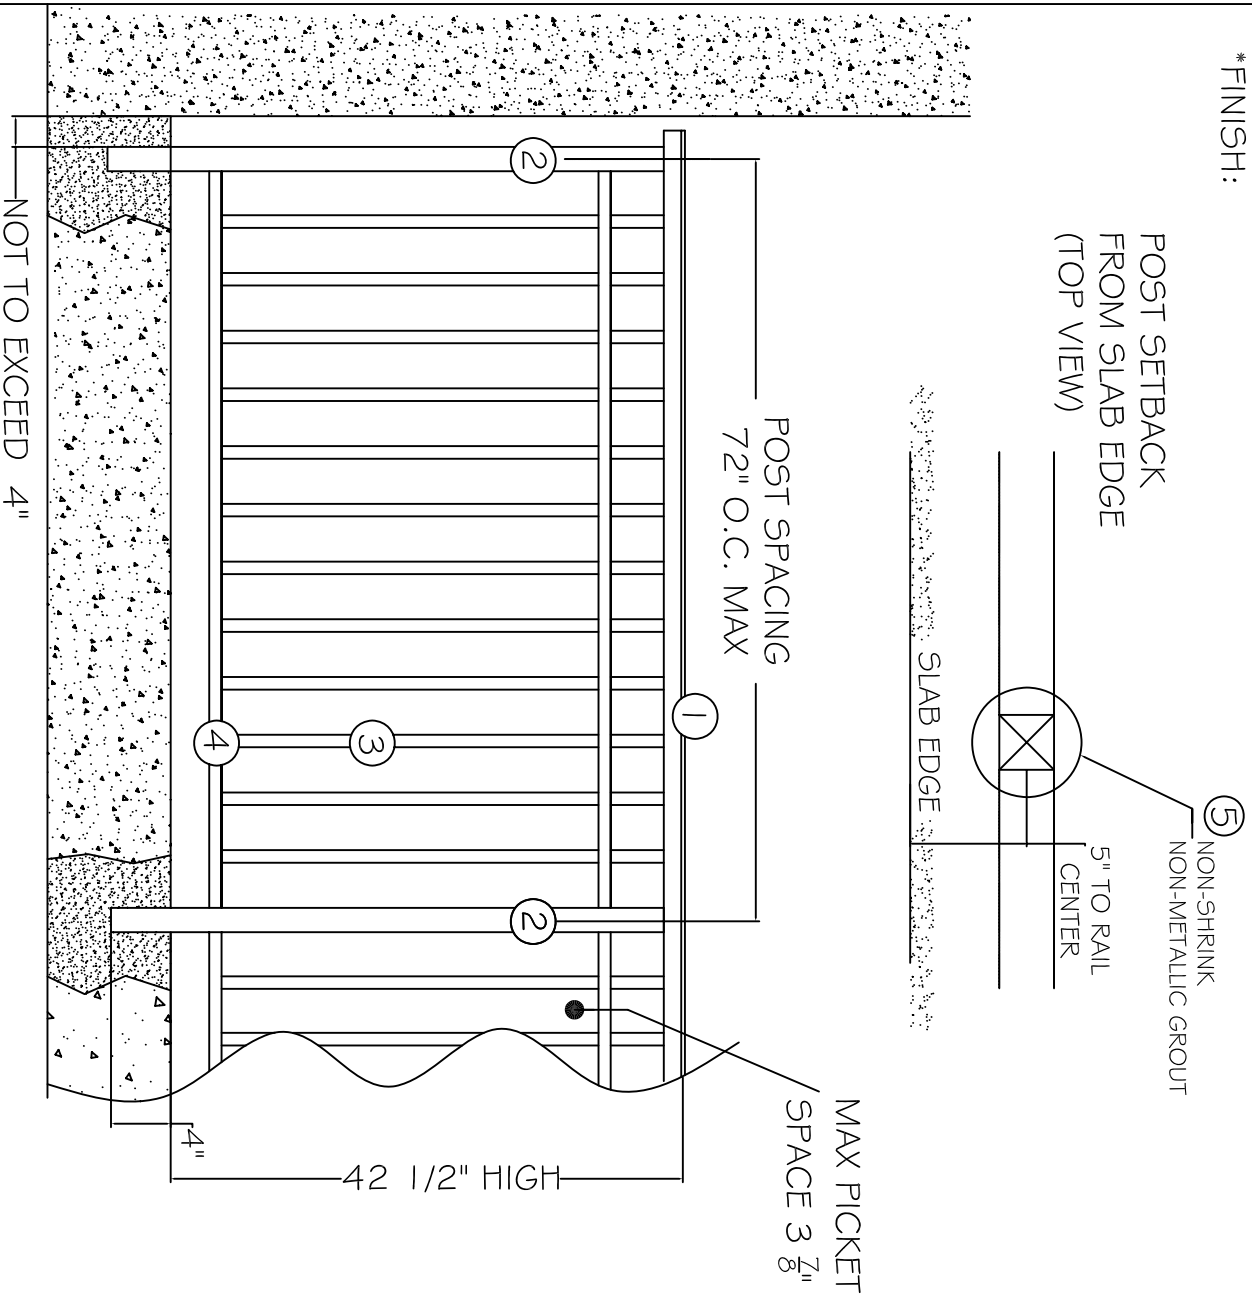 *FINISH:
POST SETBACK
FROM SLAB EDGE
(TOP VIEW)
5
NON-SHRINK
NON-METALLIC GROUT
5" TO RAIL
CENTER
SLAB EDGE
MAX PICKET
SPACE 3 7/8"
POST SPACING
72" O.C. MAX
1
2
2
3
4
42 1/2" HIGH
4"
NOT TO EXCEED 4"